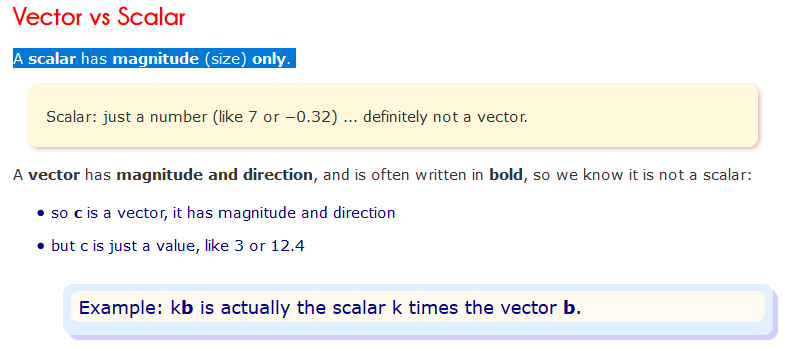 Vector vs Scalar
A scalar has magnitude (size) only.
Scalar: just a number (like 7 or −0.32) ... definitely not a vector.
A vector has magnitude and direction, and is often written in bold, so we know it is not a scalar:
• so c is a vector, it has magnitude and direction
• but c is just a value, like 3 or 12.4
Example: kb is actually the scalar k times the vector b.